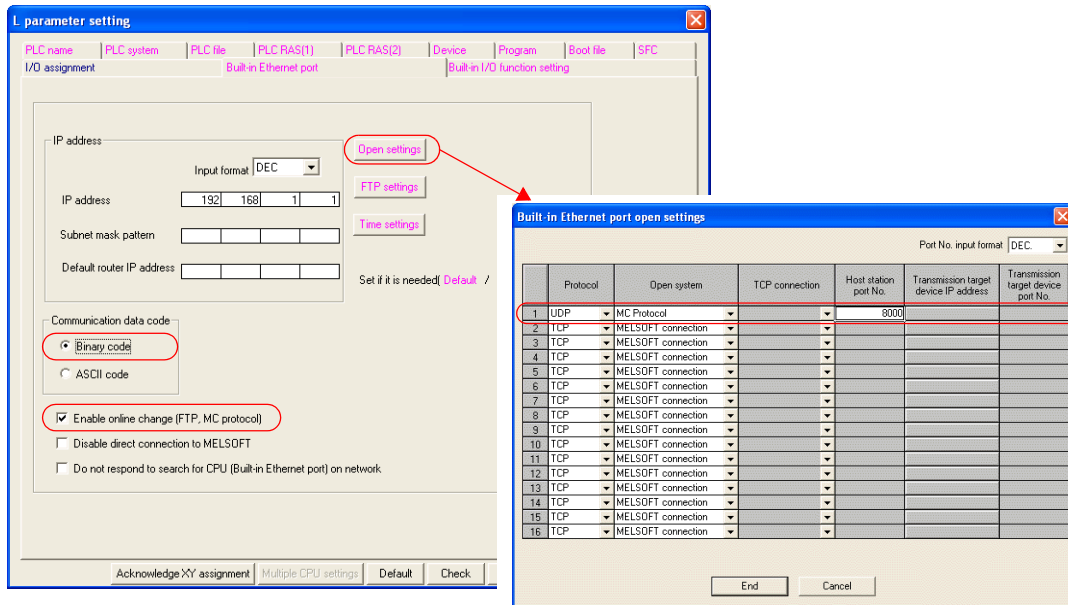 L parameter setting
PLC name PLC system PLC file PLC RAS(1) PLC RAS(2) Device Program Boot file SFC
I/O assignment Built-in Ethernet port Built-in I/O function setting
IP address
Input format DEC
IP address 192 168 1 1
Subnet mask pattern
Default router IP address
Open settings
FTP settings
Time settings
Set if it is needed( Default /
Communication data code
Binary code
ASCII code
Enable online change (FTP, MC protocol)
Disable direct connection to MELSOFT
Do not respond to search for CPU (Built-in Ethernet port) on network
Acknowledge XY assignment Multiple CPU settings Default Check
Built-in Ethernet port open settings
Port No. input format DEC.
Protocol Open system TCP connection Host station port No. Transmission target device IP address Transmission target device port No.
1 UDP MC Protocol 8000
2 TCP MELSOFT connection
3 TCP MELSOFT connection
4 TCP MELSOFT connection
5 TCP MELSOFT connection
6 TCP MELSOFT connection
7 TCP MELSOFT connection
8 TCP MELSOFT connection
9 TCP MELSOFT connection
10 TCP MELSOFT connection
11 TCP MELSOFT connection
12 TCP MELSOFT connection
13 TCP MELSOFT connection
14 TCP MELSOFT connection
15 TCP MELSOFT connection
16 TCP MELSOFT connection
End Cancel